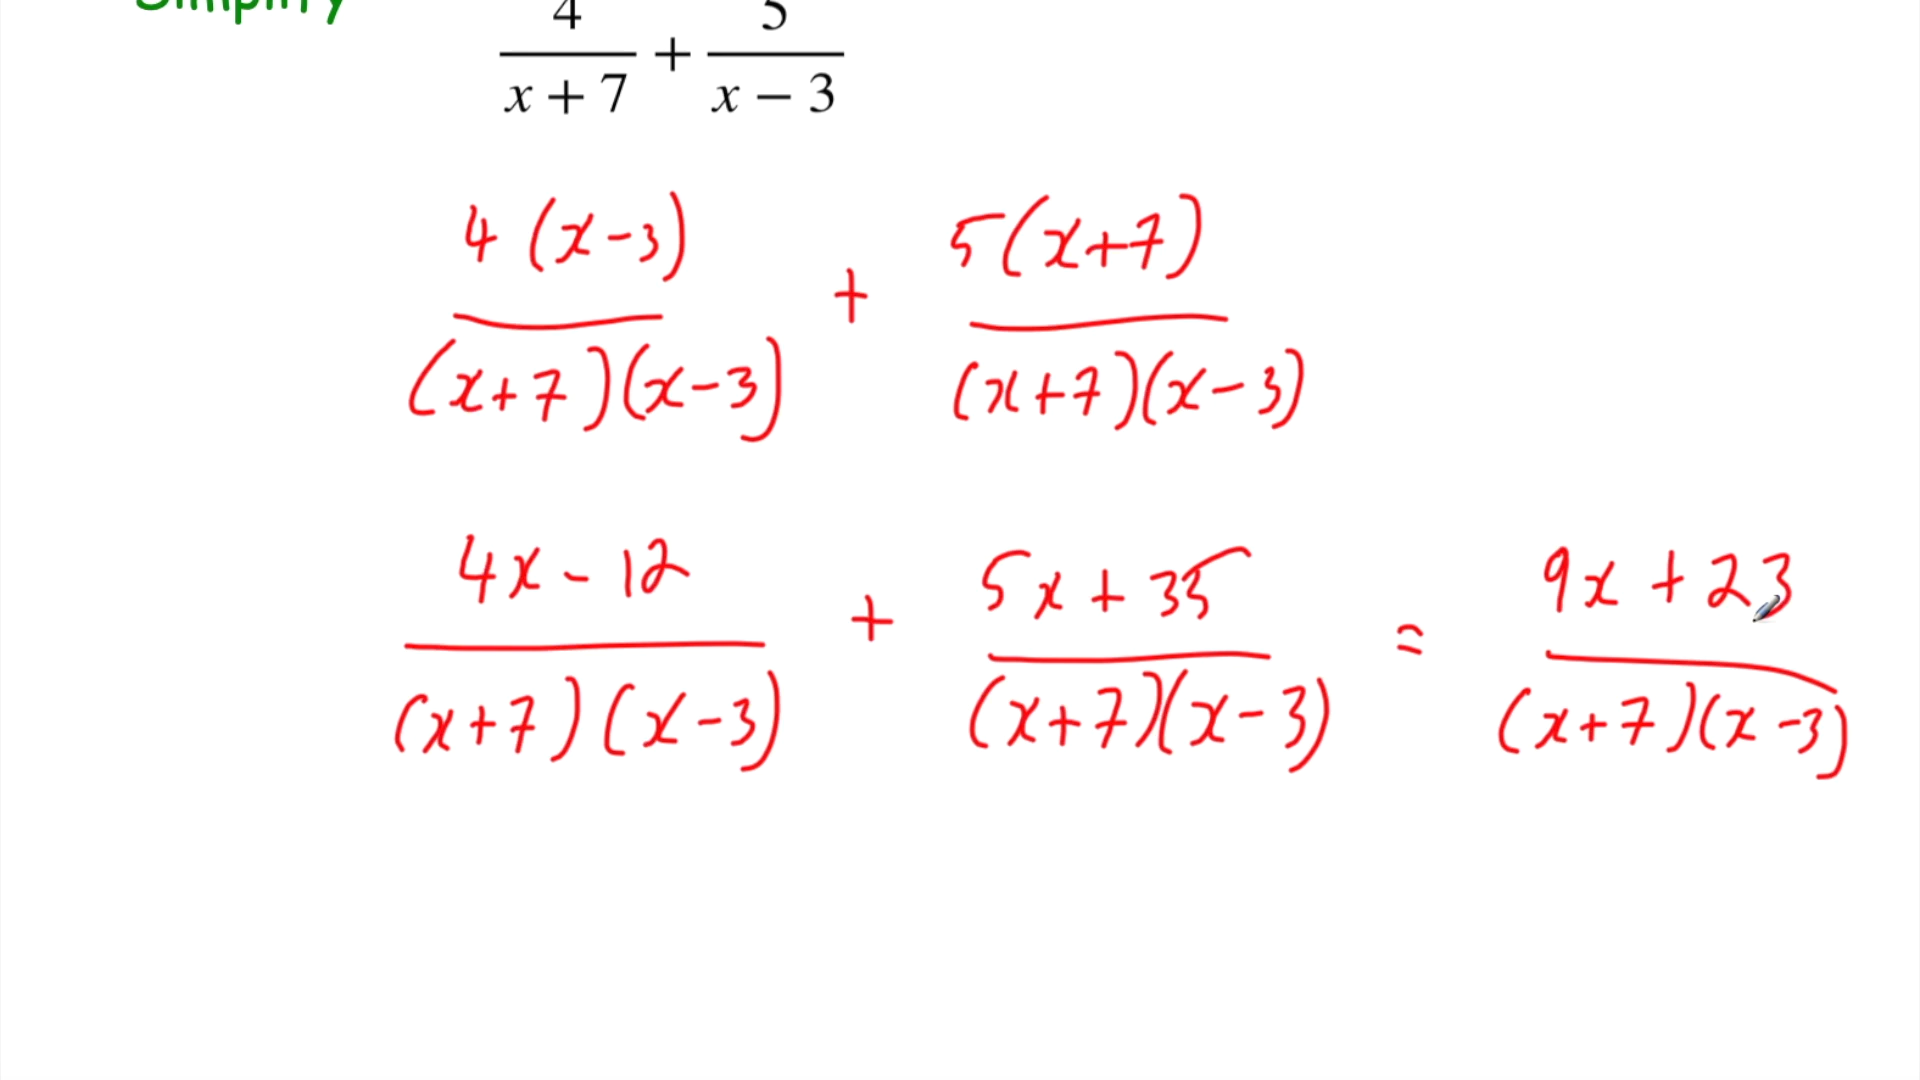 Simplify
4/(x + 7) + 5/(x − 3)
4(x-3)/((x+7)(x-3)) + 5(x+7)/((x+7)(x-3))
(4x-12)/((x+7)(x-3)) + (5x+35)/((x+7)(x-3)) = (9x+23)/((x+7)(x-3))